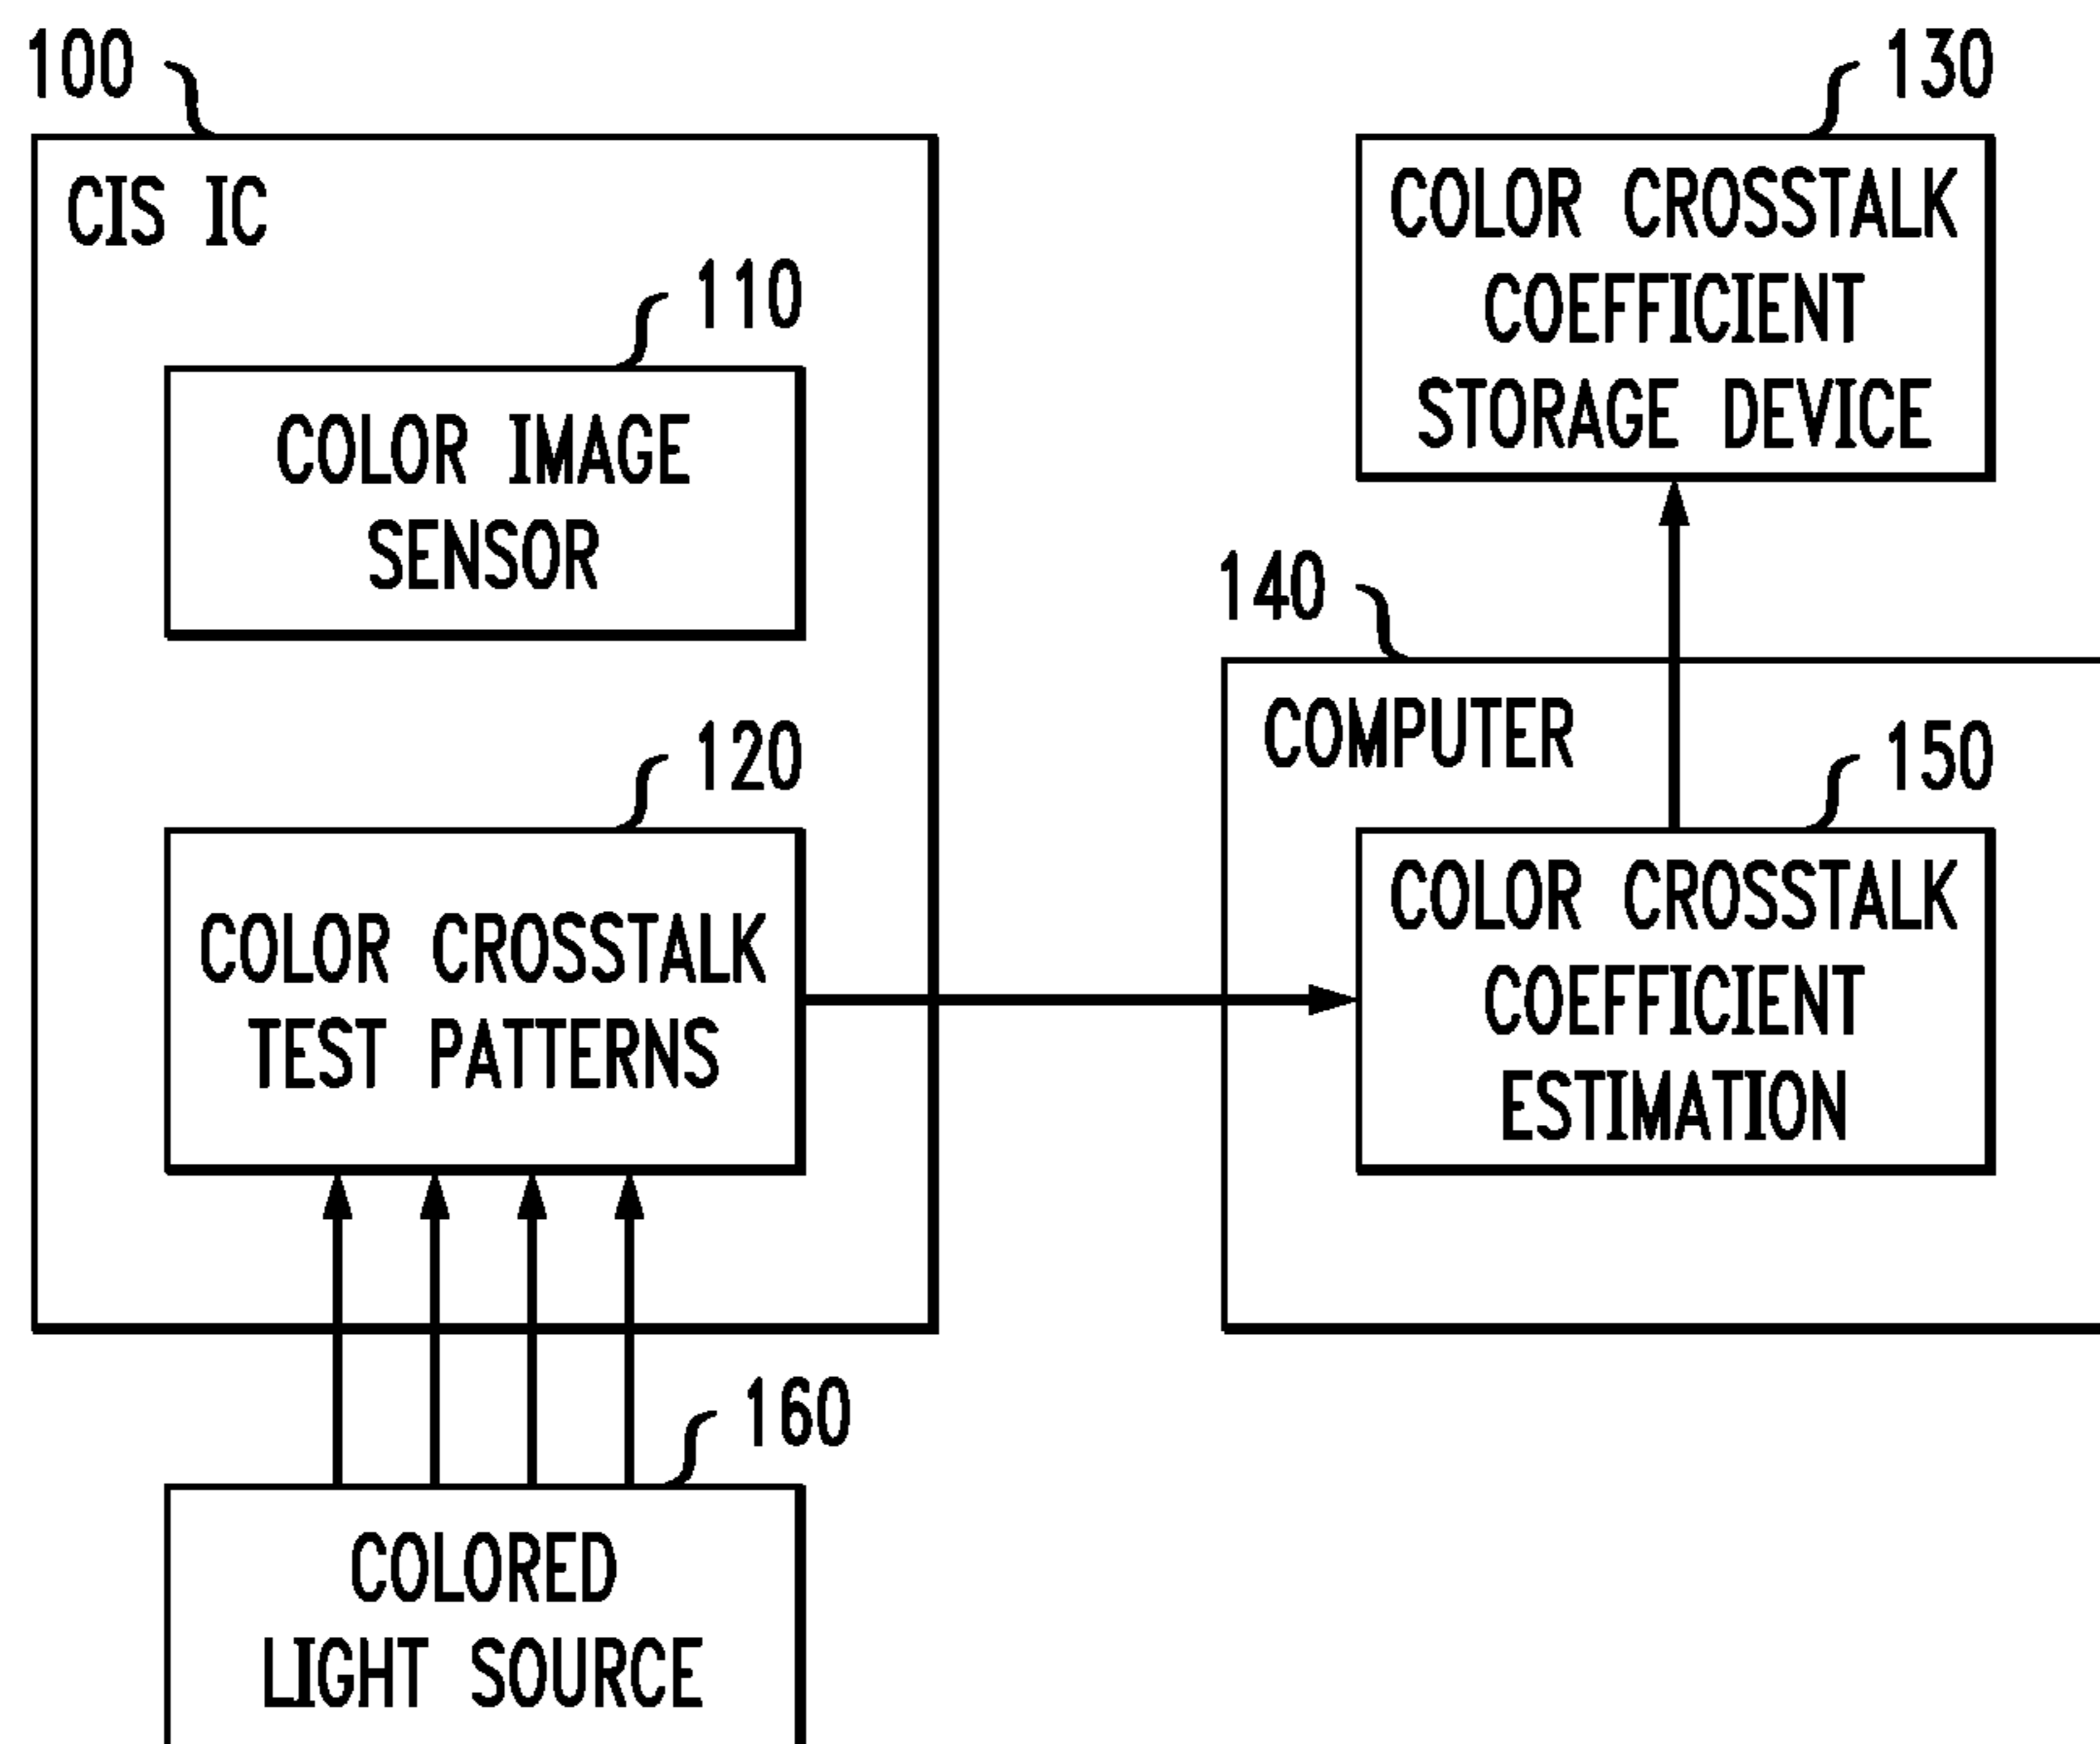 100
CIS IC
110
COLOR IMAGE
SENSOR
120
COLOR CROSSTALK
TEST PATTERNS
160
COLORED
LIGHT SOURCE
130
COLOR CROSSTALK
COEFFICIENT
STORAGE DEVICE
140
COMPUTER
150
COLOR CROSSTALK
COEFFICIENT
ESTIMATION